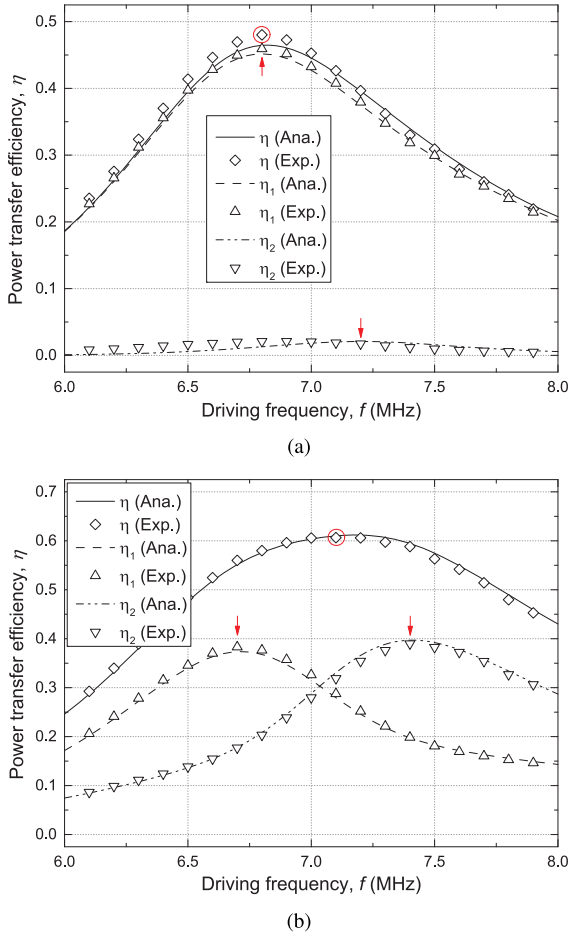 0.5
0.4
0.3
0.2
0.1
0.0
Power transfer efficiency, η
η (Ana.)
η (Exp.)
η₁ (Ana.)
η₁ (Exp.)
η₂ (Ana.)
η₂ (Exp.)
6.0 6.5 7.0 7.5 8.0
Driving frequency, f (MHz)
(a)
0.7
0.6
0.5
0.4
0.3
0.2
0.1
0.0
Power transfer efficiency, η
η (Ana.)
η (Exp.)
η₁ (Ana.)
η₁ (Exp.)
η₂ (Ana.)
η₂ (Exp.)
6.0 6.5 7.0 7.5 8.0
Driving frequency, f (MHz)
(b)